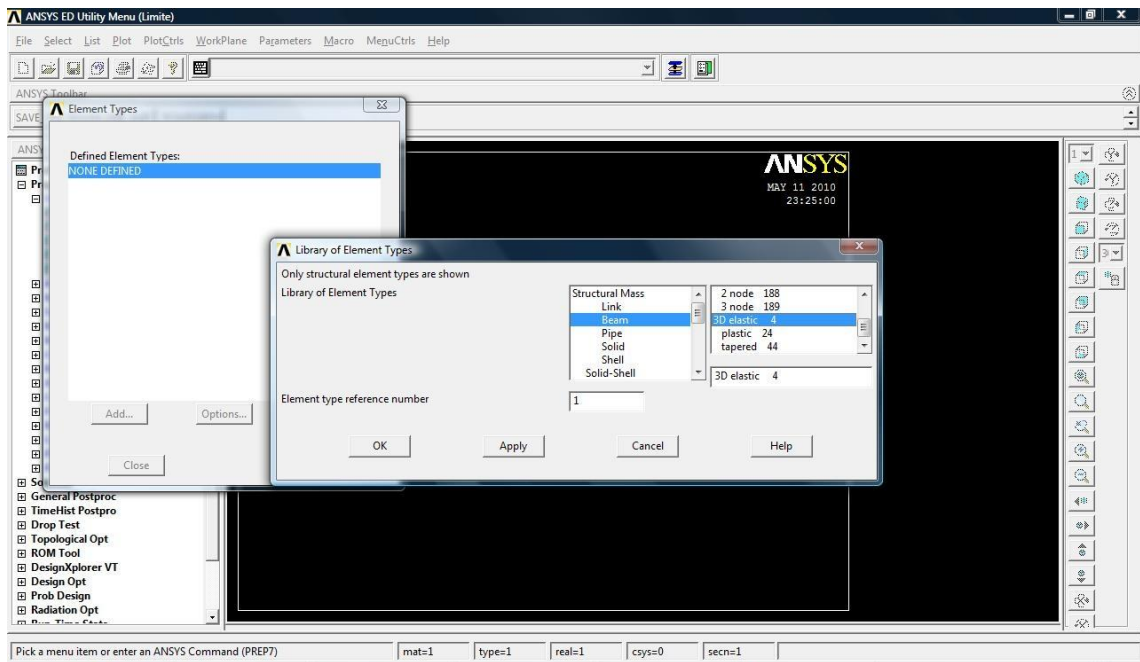 ANSYS ED Utility Menu (Limite)
File Select List Plot PlotCtrls WorkPlane Parameters Macro MenuCtrls Help
ANSYS Toolbar
SAVE
Element Types
Defined Element Types:
NONE DEFINED
Add...
Options...
Close
ANSYS
MAY 11 2010
23:25:00
1
3
Library of Element Types
Only structural element types are shown
Library of Element Types
Structural Mass
Link
Beam
Pipe
Solid
Shell
Solid-Shell
2 node 188
3 node 189
3D elastic 4
plastic 24
tapered 44
3D elastic 4
Element type reference number
1
OK
Apply
Cancel
Help
General Postproc
TimeHist Postpro
Drop Test
Topological Opt
ROM Tool
DesignXplorer VT
Design Opt
Prob Design
Radiation Opt
Pick a menu item or enter an ANSYS Command (PREP7)
mat=1
type=1
real=1
csys=0
secn=1